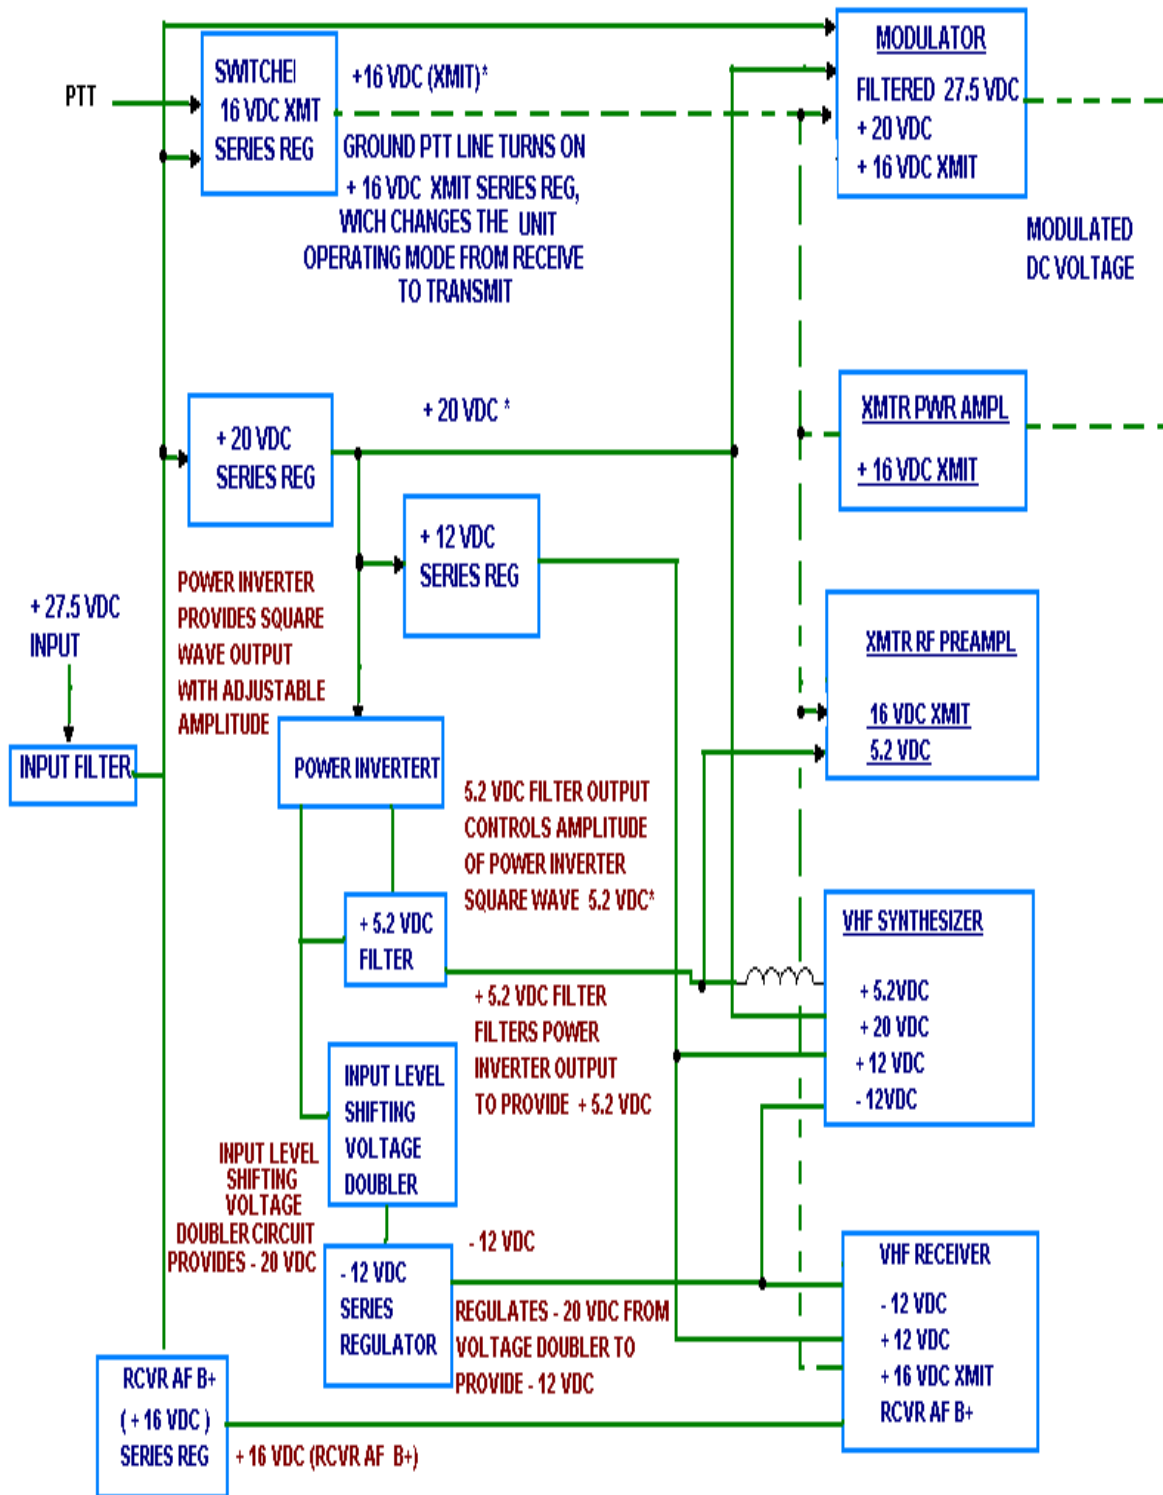 MODULATOR
FILTERED 27.5 VDC
+ 20 VDC
+ 16 VDC XMIT
SWITCHEI
16 VDC XMT
SERIES REG
PTT
+16 VDC (XMIT)*
GROUND PTT LINE TURNS ON
+ 16 VDC XMIT SERIES REG,
WICH CHANGES THE UNIT
OPERATING MODE FROM RECEIVE
TO TRANSMIT
MODULATED
DC VOLTAGE
XMTR PWR AMPL
+ 16 VDC XMIT
+ 20 VDC
SERIES REG
+ 20 VDC *
+ 12 VDC
SERIES REG
POWER INVERTER
PROVIDES SQUARE
WAVE OUTPUT
WITH ADJUSTABLE
AMPLITUDE
+ 27.5 VDC
INPUT
INPUT FILTER
XMTR RF PREAMPL
16 VDC XMIT
5.2 VDC
POWER INVERTERT
5.2 VDC FILTER OUTPUT
CONTROLS AMPLITUDE
OF POWER INVERTER
SQUARE WAVE 5.2 VDC*
+ 5.2 VDC
FILTER
VHF SYNTHESIZER
+ 5.2VDC
+ 20 VDC
+ 12 VDC
- 12VDC
+ 5.2 VDC FILTER
FILTERS POWER
INVERTER OUTPUT
TO PROVIDE + 5.2 VDC
INPUT LEVEL
SHIFTING
VOLTAGE
DOUBLER
INPUT LEVEL
SHIFTING
VOLTAGE
DOUBLER CIRCUIT
PROVIDES - 20 VDC
- 12 VDC
- 12 VDC
SERIES
REGULATOR
REGULATES - 20 VDC FROM
VOLTAGE DOUBLER TO
PROVIDE - 12 VDC
VHF RECEIVER
- 12 VDC
+ 12 VDC
+ 16 VDC XMIT
RCVR AF B+
RCVR AF B+
( + 16 VDC )
SERIES REG
+ 16 VDC (RCVR AF B+)